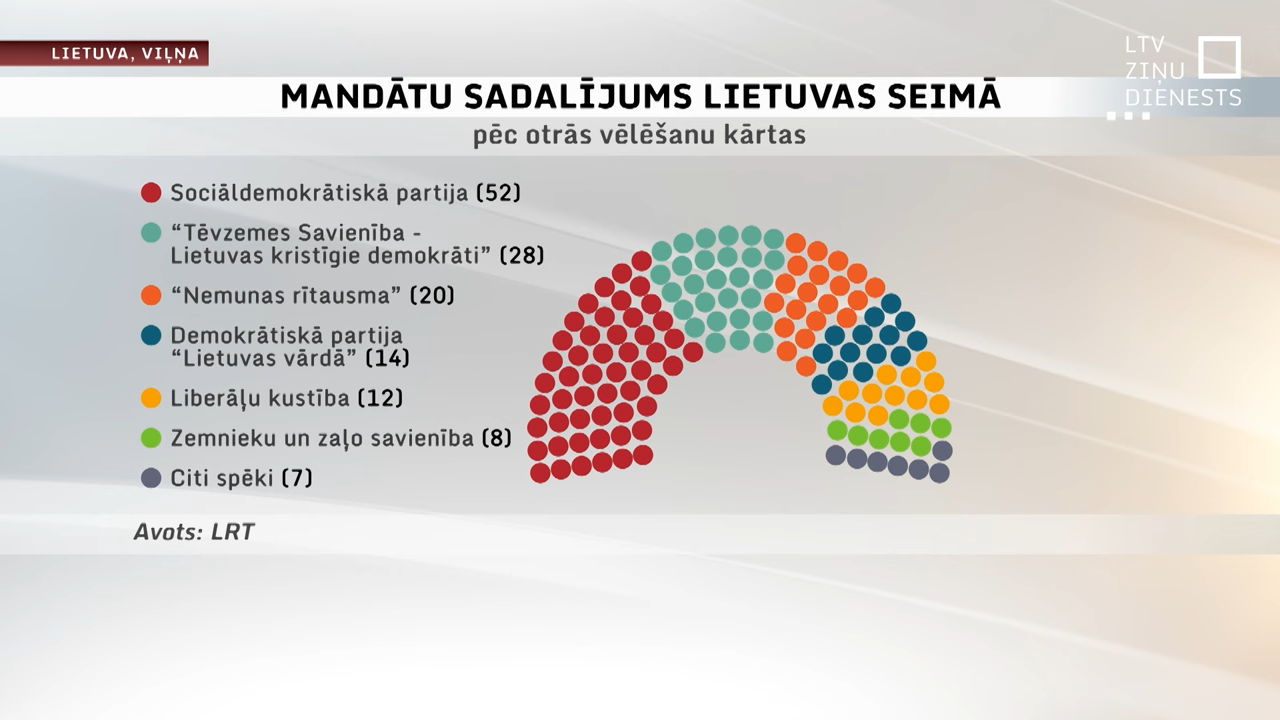 LIETUVA, VIĻŅA
LTV
ZIŅU
DIENESTS
MANDĀTU SADALĪJUMS LIETUVAS SEIMĀ
pēc otrās vēlēšanu kārtas
Sociāldemokrātiskā partija (52)
“Tēvzemes Savienība -
Lietuvas kristīgie demokrāti” (28)
“Nemunas rītausma” (20)
Demokrātiskā partija
“Lietuvas vārdā” (14)
Liberāļu kustība (12)
Zemnieku un zaļo savienība (8)
Citi spēki (7)
Avots: LRT